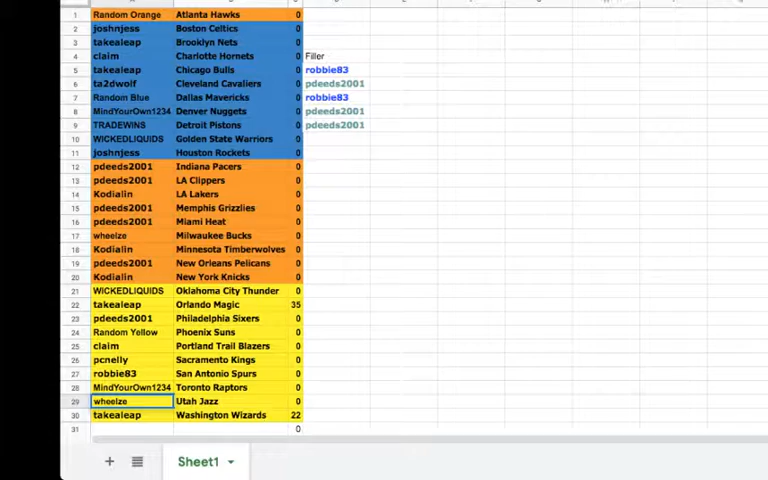 1 Random Orange Atlanta Hawks 0
2 joshnjess Boston Celtics 0
3 takealeap Brooklyn Nets 0
4 claim Charlotte Hornets 0 Filler
5 takealeap Chicago Bulls 0 robbie83
6 ta2dwolf Cleveland Cavaliers 0 pdeeds2001
7 Random Blue Dallas Mavericks 0 robbie83
8 MindYourOwn1234 Denver Nuggets 0 pdeeds2001
9 TRADEWINS Detroit Pistons 0 pdeeds2001
10 WICKEDLIQUIDS Golden State Warriors 0
11 joshnjess Houston Rockets 0
12 pdeeds2001 Indiana Pacers 0
13 pdeeds2001 LA Clippers 0
14 Kodialin LA Lakers 0
15 pdeeds2001 Memphis Grizzlies 0
16 pdeeds2001 Miami Heat 0
17 wheelze Milwaukee Bucks 0
18 Kodialin Minnesota Timberwolves 0
19 pdeeds2001 New Orleans Pelicans 0
20 Kodialin New York Knicks 0
21 WICKEDLIQUIDS Oklahoma City Thunder 0
22 takealeap Orlando Magic 35
23 pdeeds2001 Philadelphia Sixers 0
24 Random Yellow Phoenix Suns 0
25 claim Portland Trail Blazers 0
26 pcnelly Sacramento Kings 0
27 robbie83 San Antonio Spurs 0
28 MindYourOwn1234 Toronto Raptors 0
29 wheelze Utah Jazz 0
30 takealeap Washington Wizards 22
31 0
Sheet1